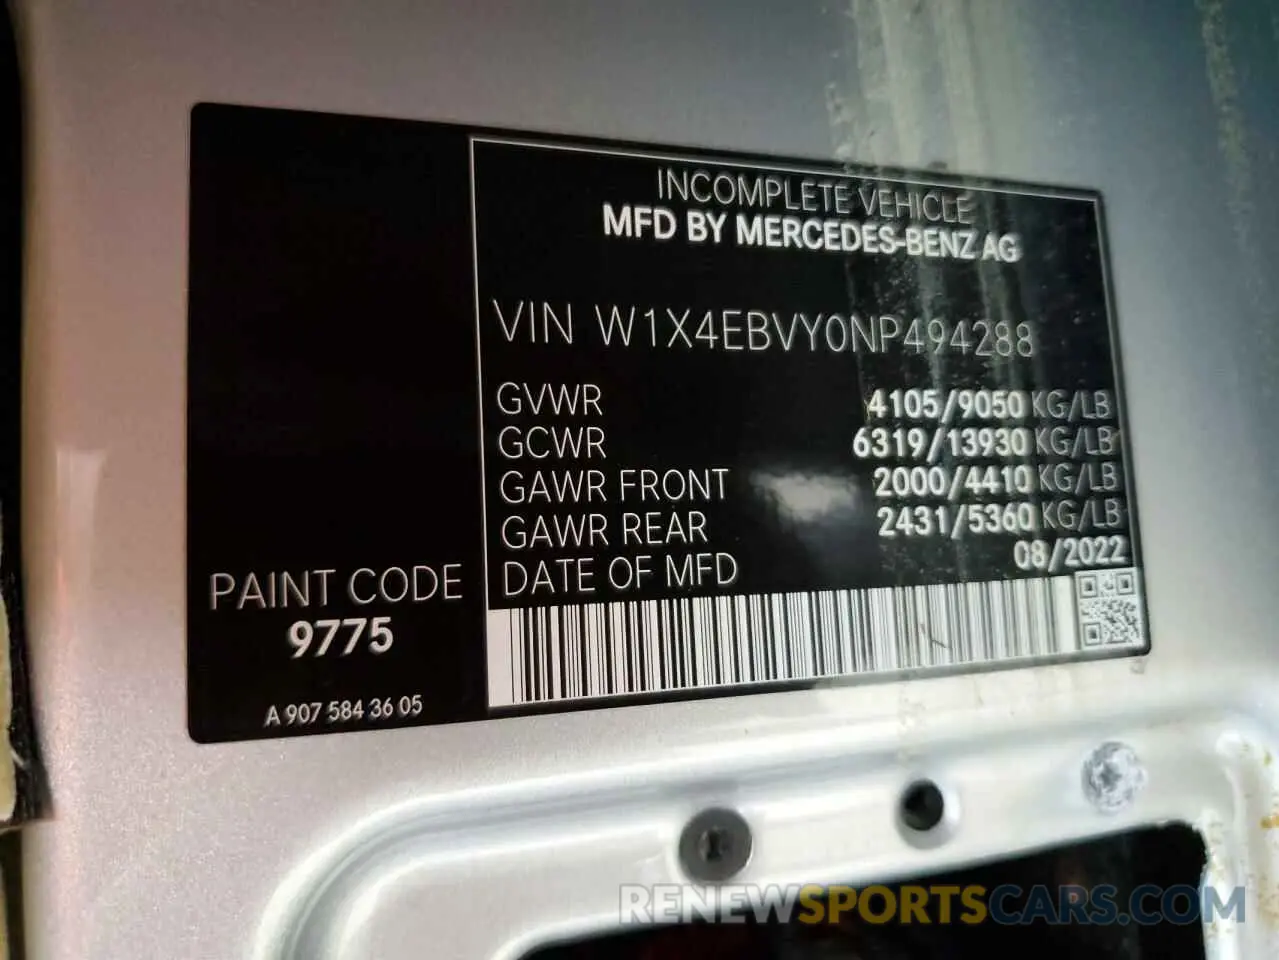 INCOMPLETE VEHICLE
MFD BY MERCEDES-BENZ AG
VIN W1X4EBVY0NP494288
GVWR 4105/9050 KG/LB
GCWR 6319/13930 KG/LB
GAWR FRONT 2000/4410 KG/LB
GAWR REAR 2431/5360 KG/LB
DATE OF MFD 08/2022
PAINT CODE
9775
A 907 584 36 05
RENEWSPORTSCARS.COM